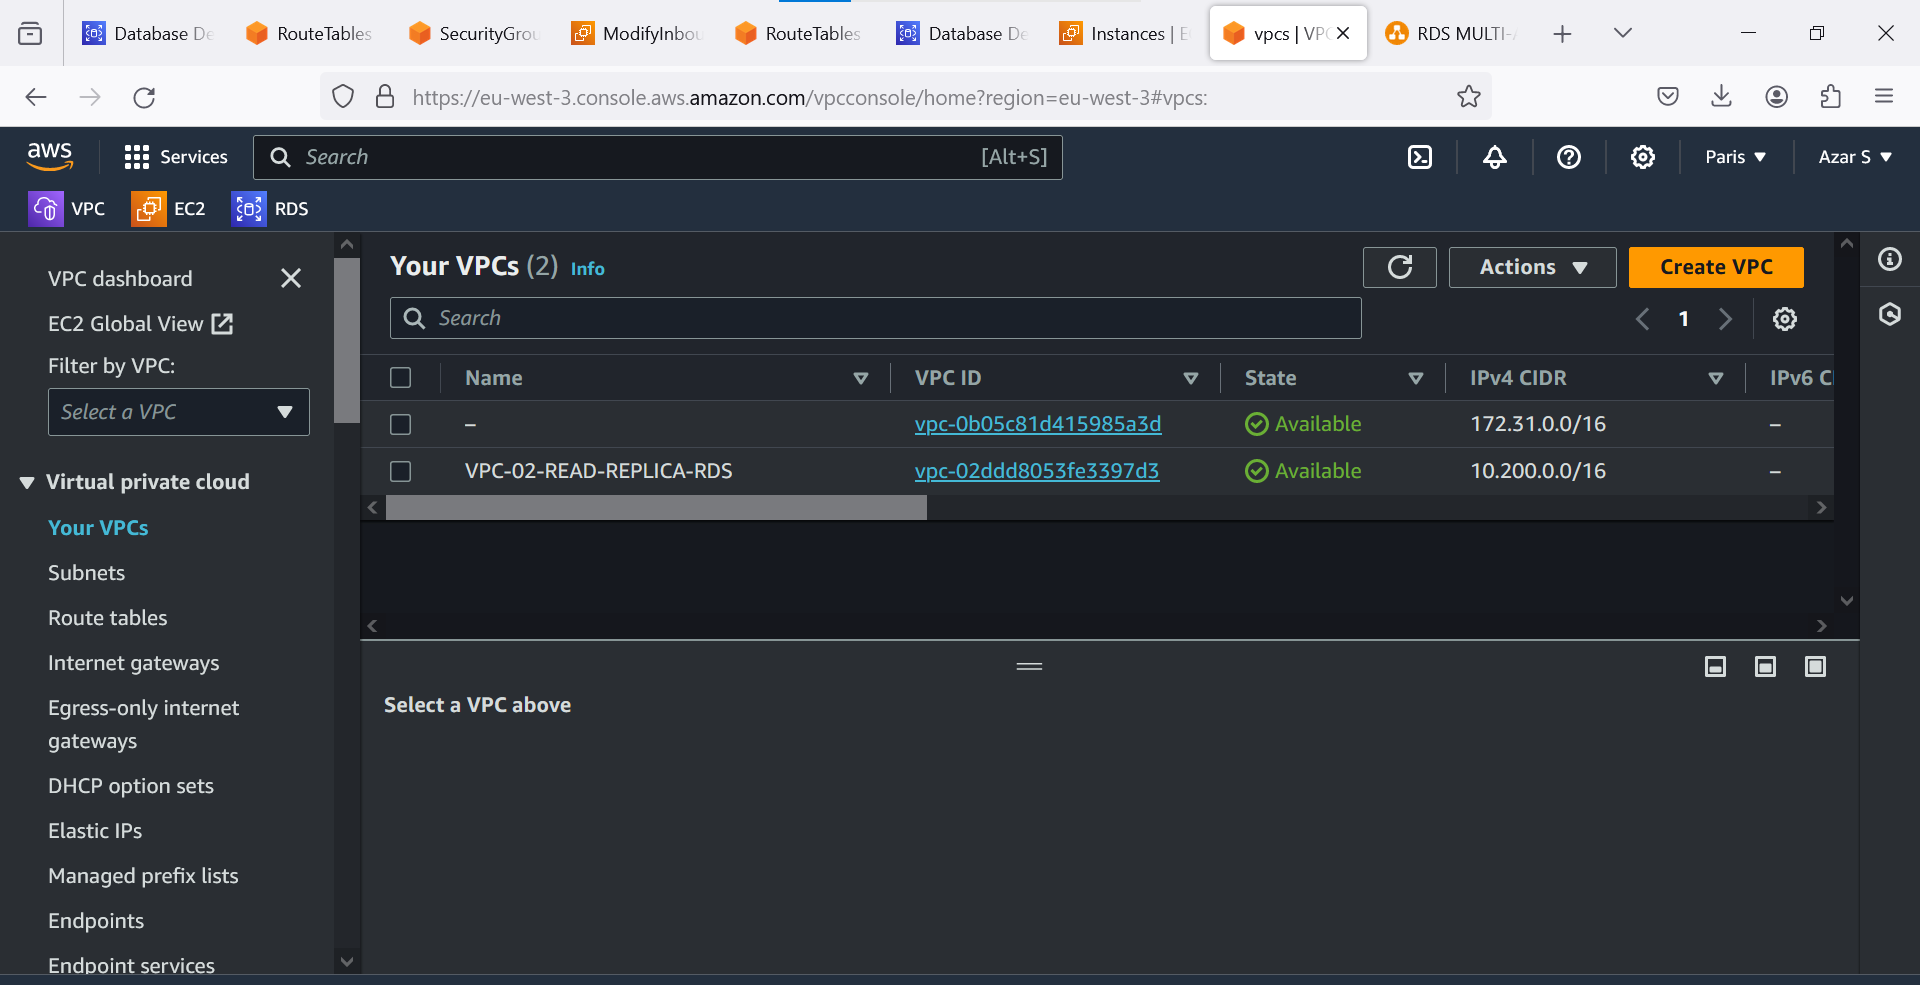 Database De
RouteTables
SecurityGrou
ModifyInbou
RouteTables
Database De
Instances | E
vpcs | VPC
RDS MULTI-A
https://eu-west-3.console.aws.amazon.com/vpcconsole/home?region=eu-west-3#vpcs:
aws
Services
Search
[Alt+S]
Paris
Azar S
VPC
EC2
RDS
VPC dashboard
EC2 Global View
Filter by VPC:
Select a VPC
Virtual private cloud
Your VPCs
Subnets
Route tables
Internet gateways
Egress-only internet
gateways
DHCP option sets
Elastic IPs
Managed prefix lists
Endpoints
Endpoint services
Your VPCs (2) Info
Actions
Create VPC
Search
1
Name VPC ID State IPv4 CIDR IPv6 CI
– vpc-0b05c81d415985a3d Available 172.31.0.0/16 –
VPC-02-READ-REPLICA-RDS vpc-02ddd8053fe3397d3 Available 10.200.0.0/16 –
Select a VPC above